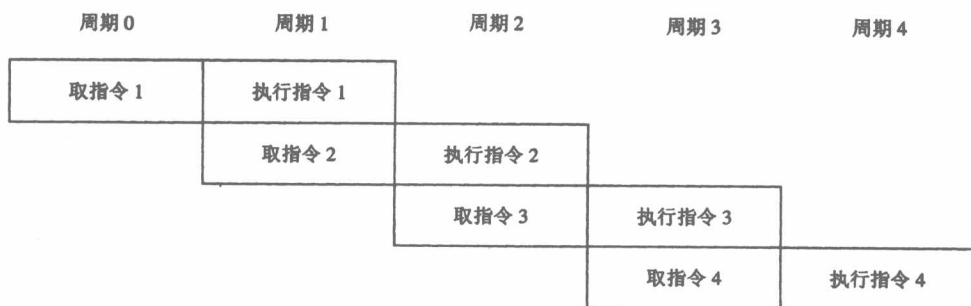 周期 0 周期 1 周期 2 周期 3 周期 4
取指令 1 执行指令 1
取指令 2 执行指令 2
取指令 3 执行指令 3
取指令 4 执行指令 4